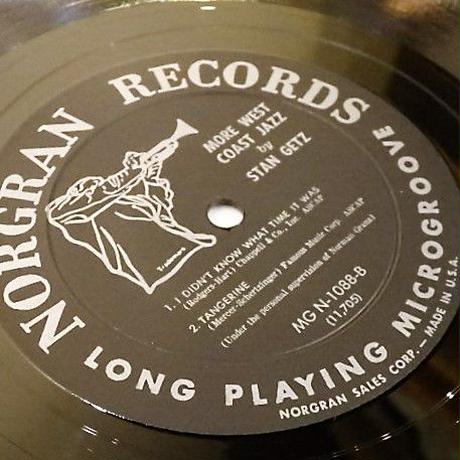 NORGRAN RECORDS
MORE WEST
COAST JAZZ
by
STAN GETZ
Trademark
1. I DIDN'T KNOW WHAT TIME IT WAS
(Rodgers-Hart) Chappell & Co., Inc. ASCAP
2. TANGERINE
(Mercer-Schertzinger) Famous Music Corp. ASCAP
(Under the personal supervision of Norman Granz)
MG N-1088-B
(11,705)
LONG PLAYING MICROGROOVE
NORGRAN SALES CORP. — MADE IN U.S.A.